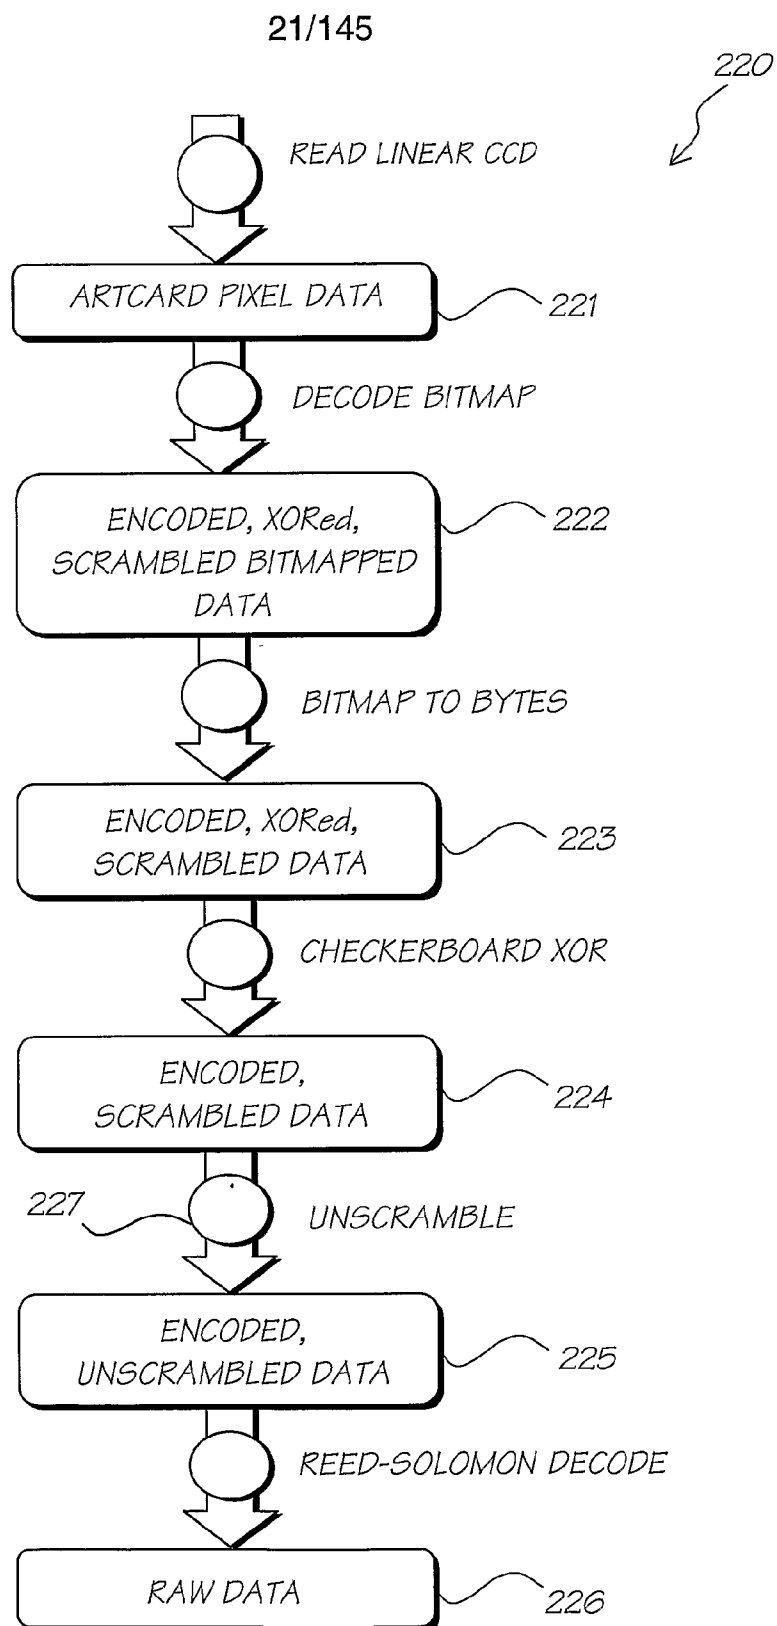 21/145
220
READ LINEAR CCD
ARTCARD PIXEL DATA
221
DECODE BITMAP
ENCODED, XORed,
SCRAMBLED BITMAPPED
DATA
222
BITMAP TO BYTES
ENCODED, XORed,
SCRAMBLED DATA
223
CHECKERBOARD XOR
ENCODED,
SCRAMBLED DATA
224
227
UNSCRAMBLE
ENCODED,
UNSCRAMBLED DATA
225
REED-SOLOMON DECODE
RAW DATA
226